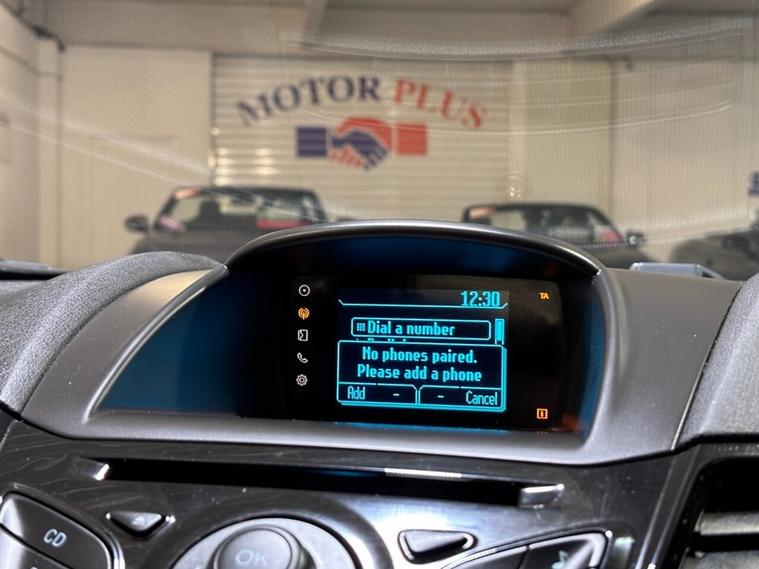 MOTOR PLUS
12:30
TA
Dial a number
No phones paired.
Please add a phone
Add - - Cancel
i
CD
OK